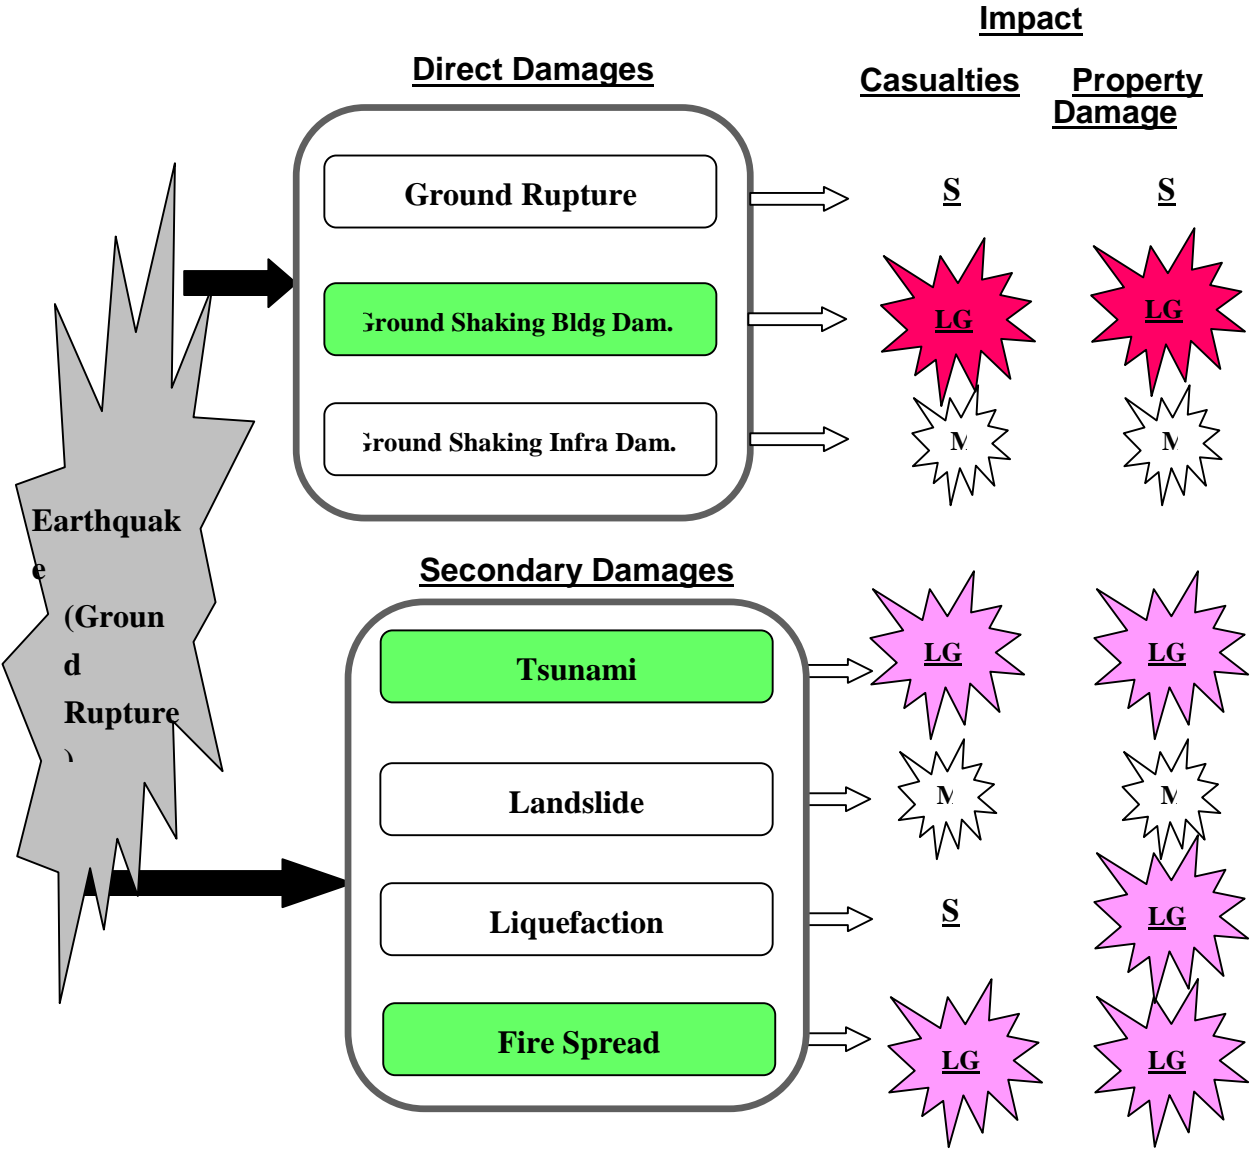 Impact
Direct Damages
Casualties
Property
Damage
Ground Rupture
S
S
Ground Shaking Bldg Dam.
LG
LG
Ground Shaking Infra Dam.
M
M
Earthquak
e
(Groun
d
Rupture
)
Secondary Damages
Tsunami
LG
LG
Landslide
M
M
Liquefaction
S
LG
Fire Spread
LG
LG